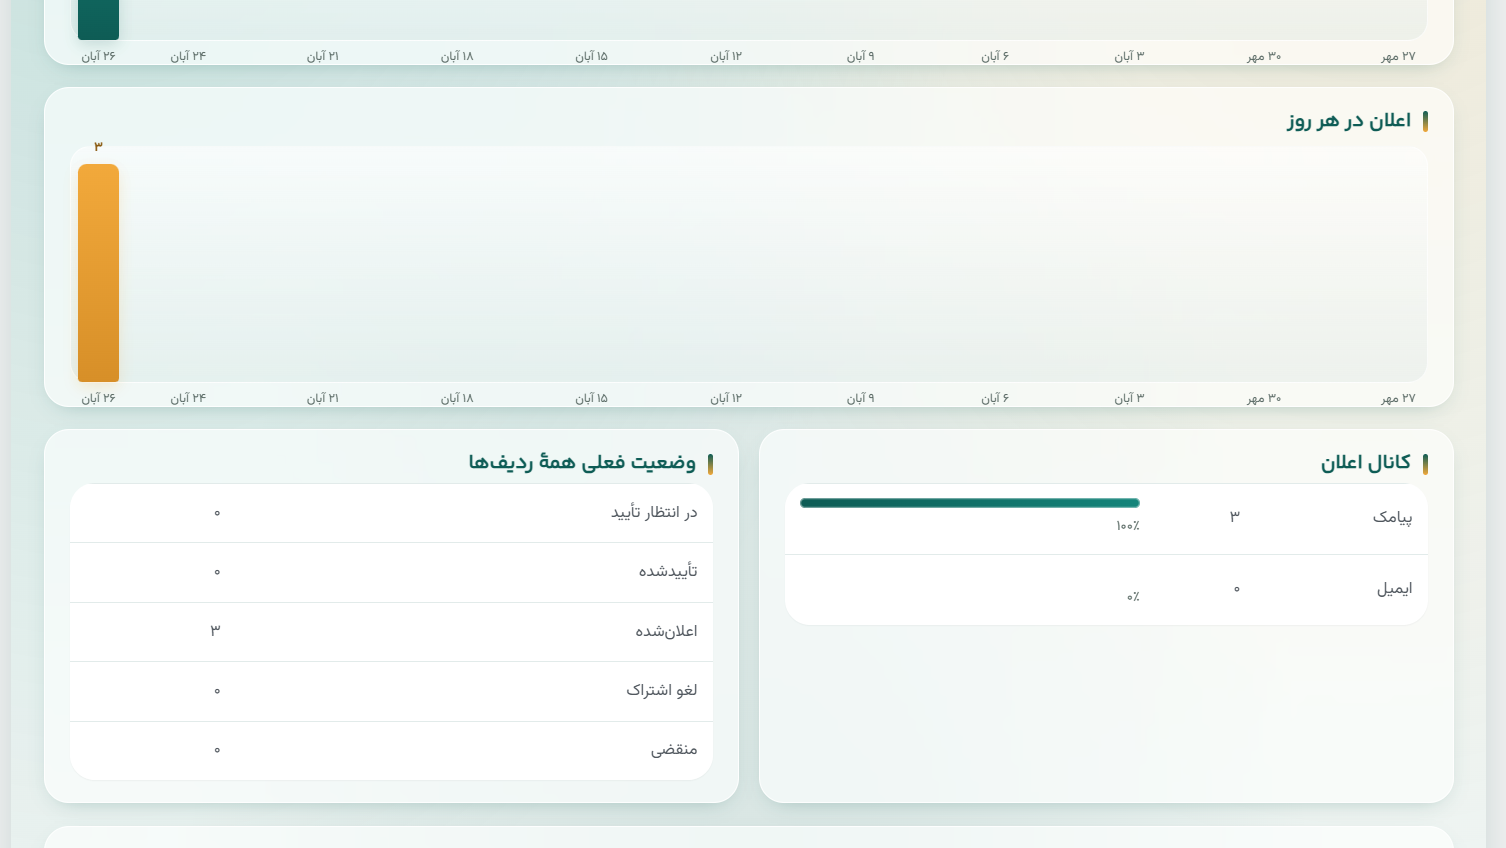 ۲۷ مهر ۳۰ مهر ۳ آبان ۶ آبان ۹ آبان ۱۲ آبان ۱۵ آبان ۱۸ آبان ۲۱ آبان ۲۴ آبان ۲۶ آبان
اعلان در هر روز
۳
۲۷ مهر ۳۰ مهر ۳ آبان ۶ آبان ۹ آبان ۱۲ آبان ۱۵ آبان ۱۸ آبان ۲۱ آبان ۲۴ آبان ۲۶ آبان
کانال اعلان
پیامک ۳ ۱۰۰٪
ایمیل ۰ ۰٪
وضعیت فعلی همهٔ ردیف‌ها
در انتظار تأیید ۰
تأییدشده ۰
اعلان‌شده ۳
لغو اشتراک ۰
منقضی ۰